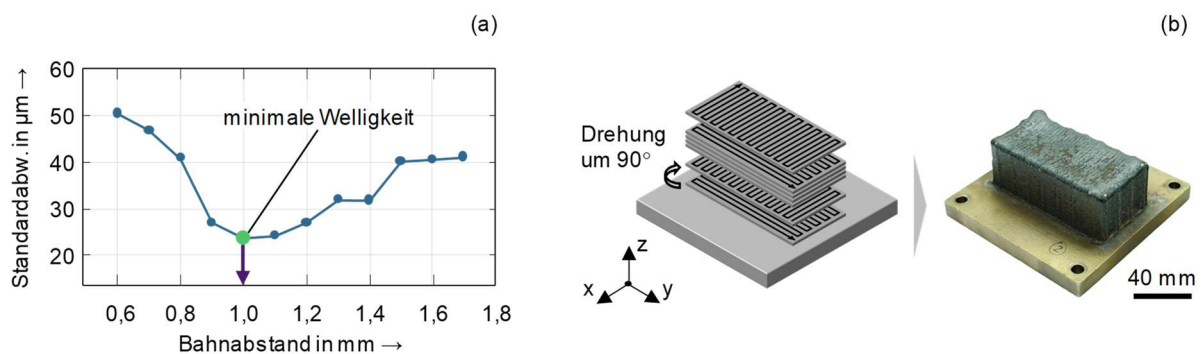 (a)
60
50
40
30
20
Standardabw. in µm →
minimale Welligkeit
0,6
0,8
1,0
1,2
1,4
1,6
1,8
Bahnabstand in mm →
(b)
Drehung
um 90°
z
x
y
2
40 mm